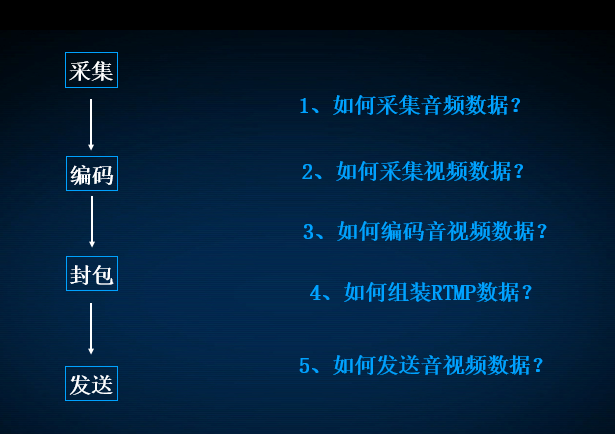 采集
1、如何采集音频数据?
编码
2、如何采集视频数据?
3、如何编码音视频数据?
封包
4、如何组装RTMP数据?
发送
5、如何发送音视频数据?